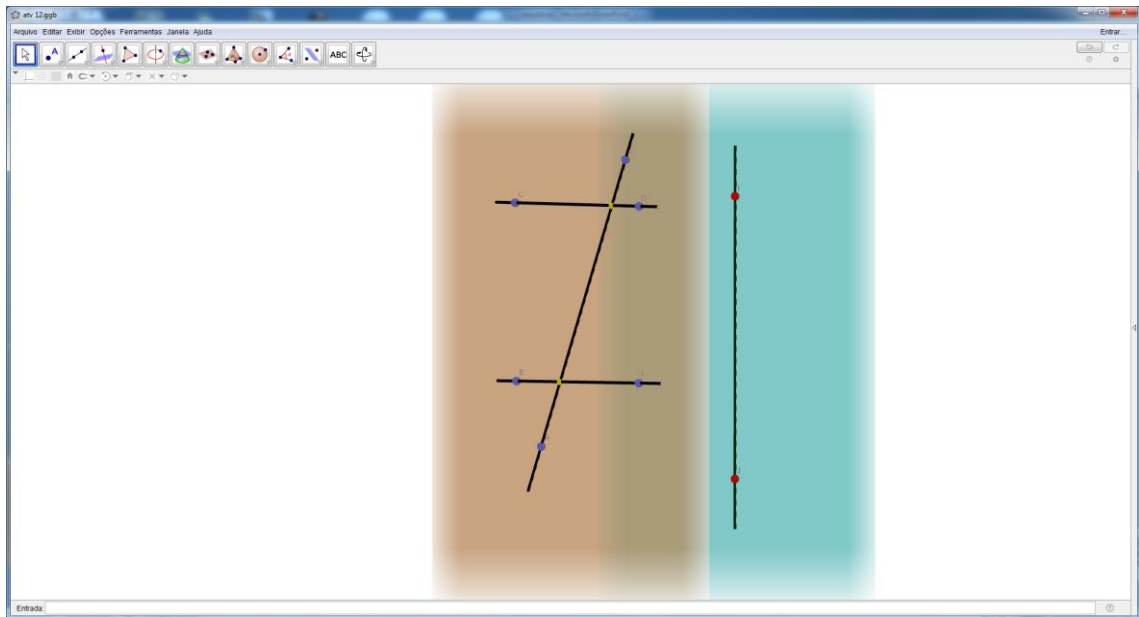 atv 12.ggb
Arquivo Editar Exibir Opções Ferramentas Janela Ajuda
Entrar...
A
ABC
C
D
E
Entrada: